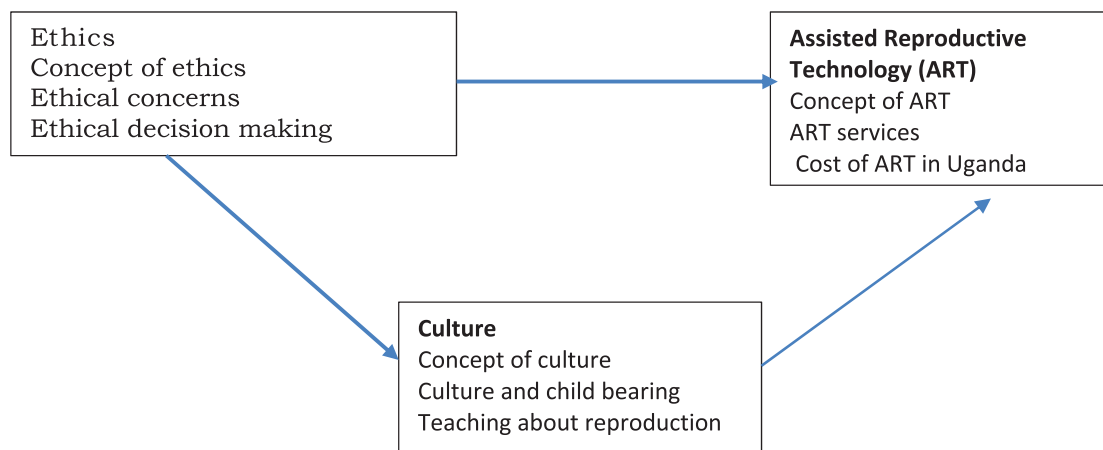 Ethics
Concept of ethics
Ethical concerns
Ethical decision making
Assisted Reproductive
Technology (ART)
Concept of ART
ART services
Cost of ART in Uganda
Culture
Concept of culture
Culture and child bearing
Teaching about reproduction